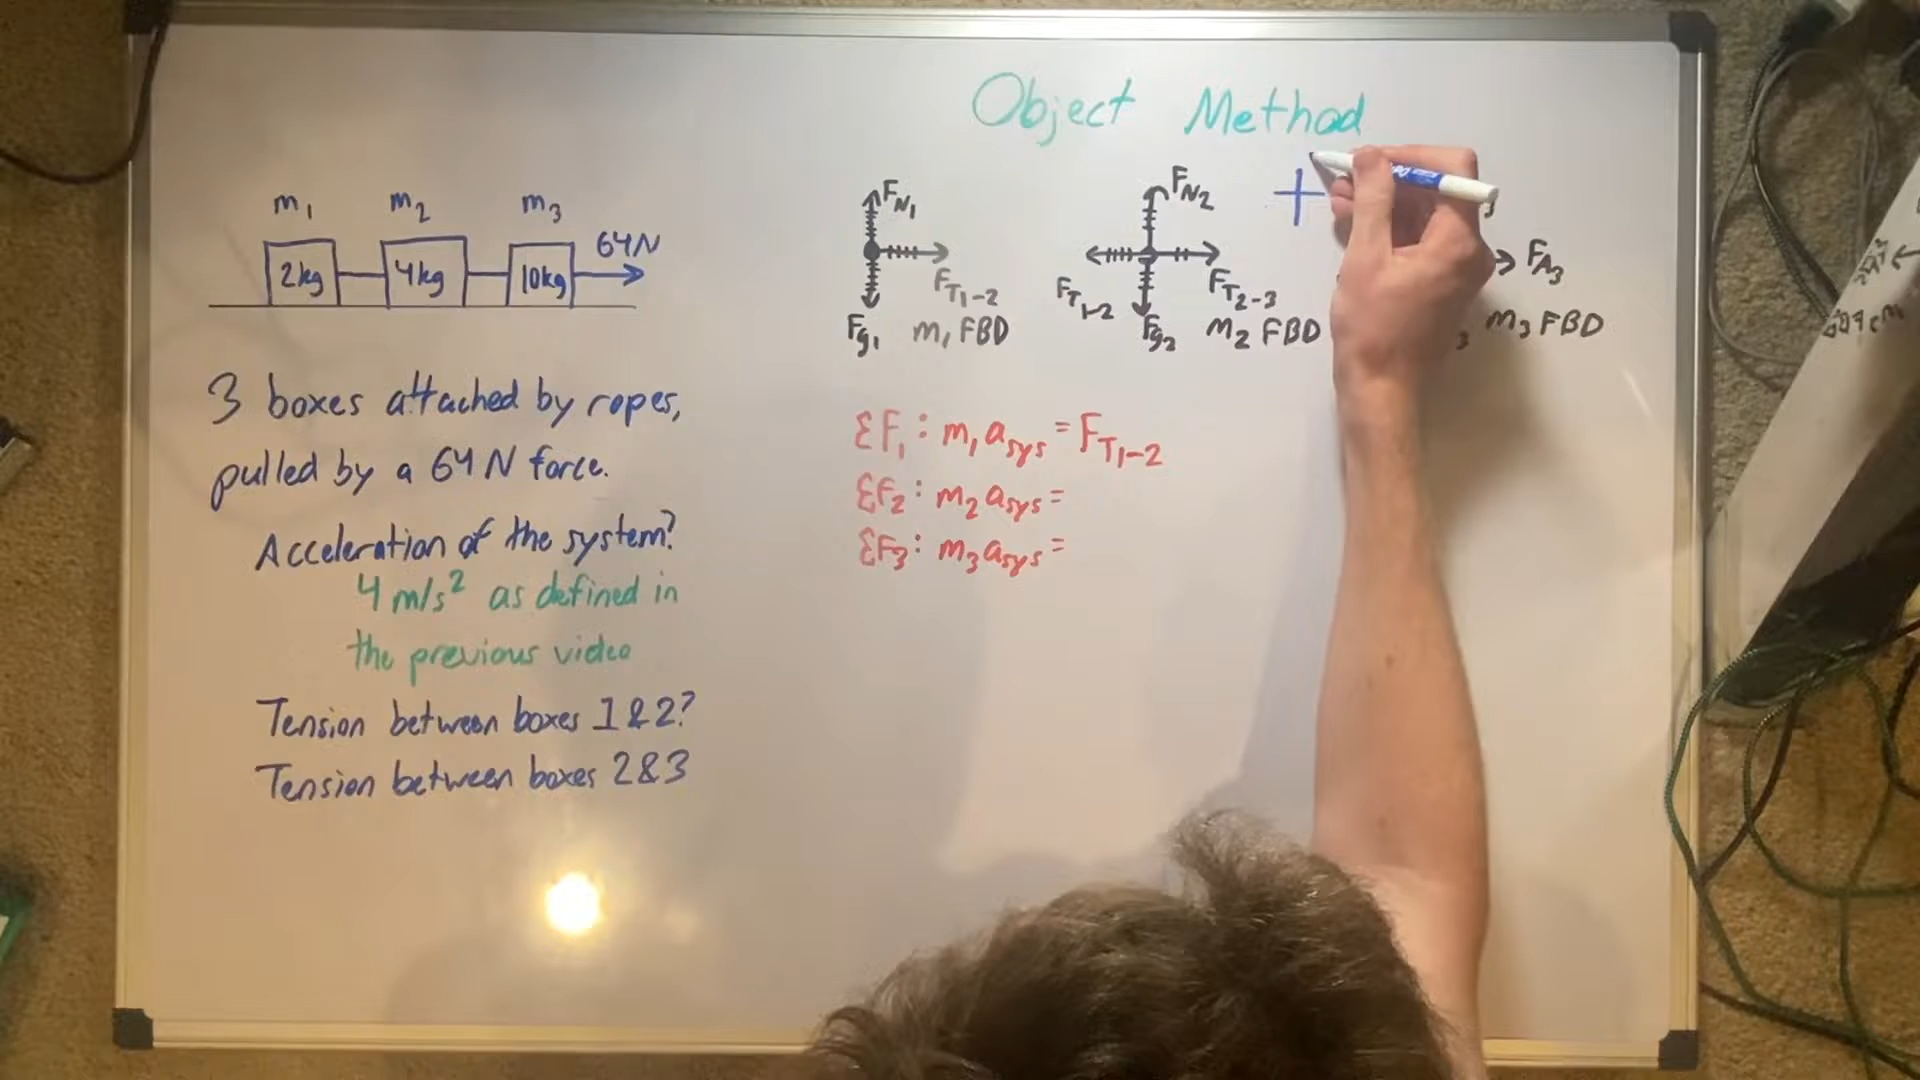 Object Method
m1 m2 m3
64N
2kg 4kg 10kg
FN1
FT1-2
Fg1 m1 FBD
FN2
FT1-2 FT2-3
Fg2 m2 FBD
3
FA3
3 m3 FBD
3 boxes attached by ropes,
pulled by a 64N force.
Acceleration of the system?
4 m/s² as defined in
the previous video
Tension between boxes 1&2?
Tension between boxes 2&3
ΣF1: m1 asys = FT1-2
ΣF2: m2 asys =
ΣF3: m3 asys =